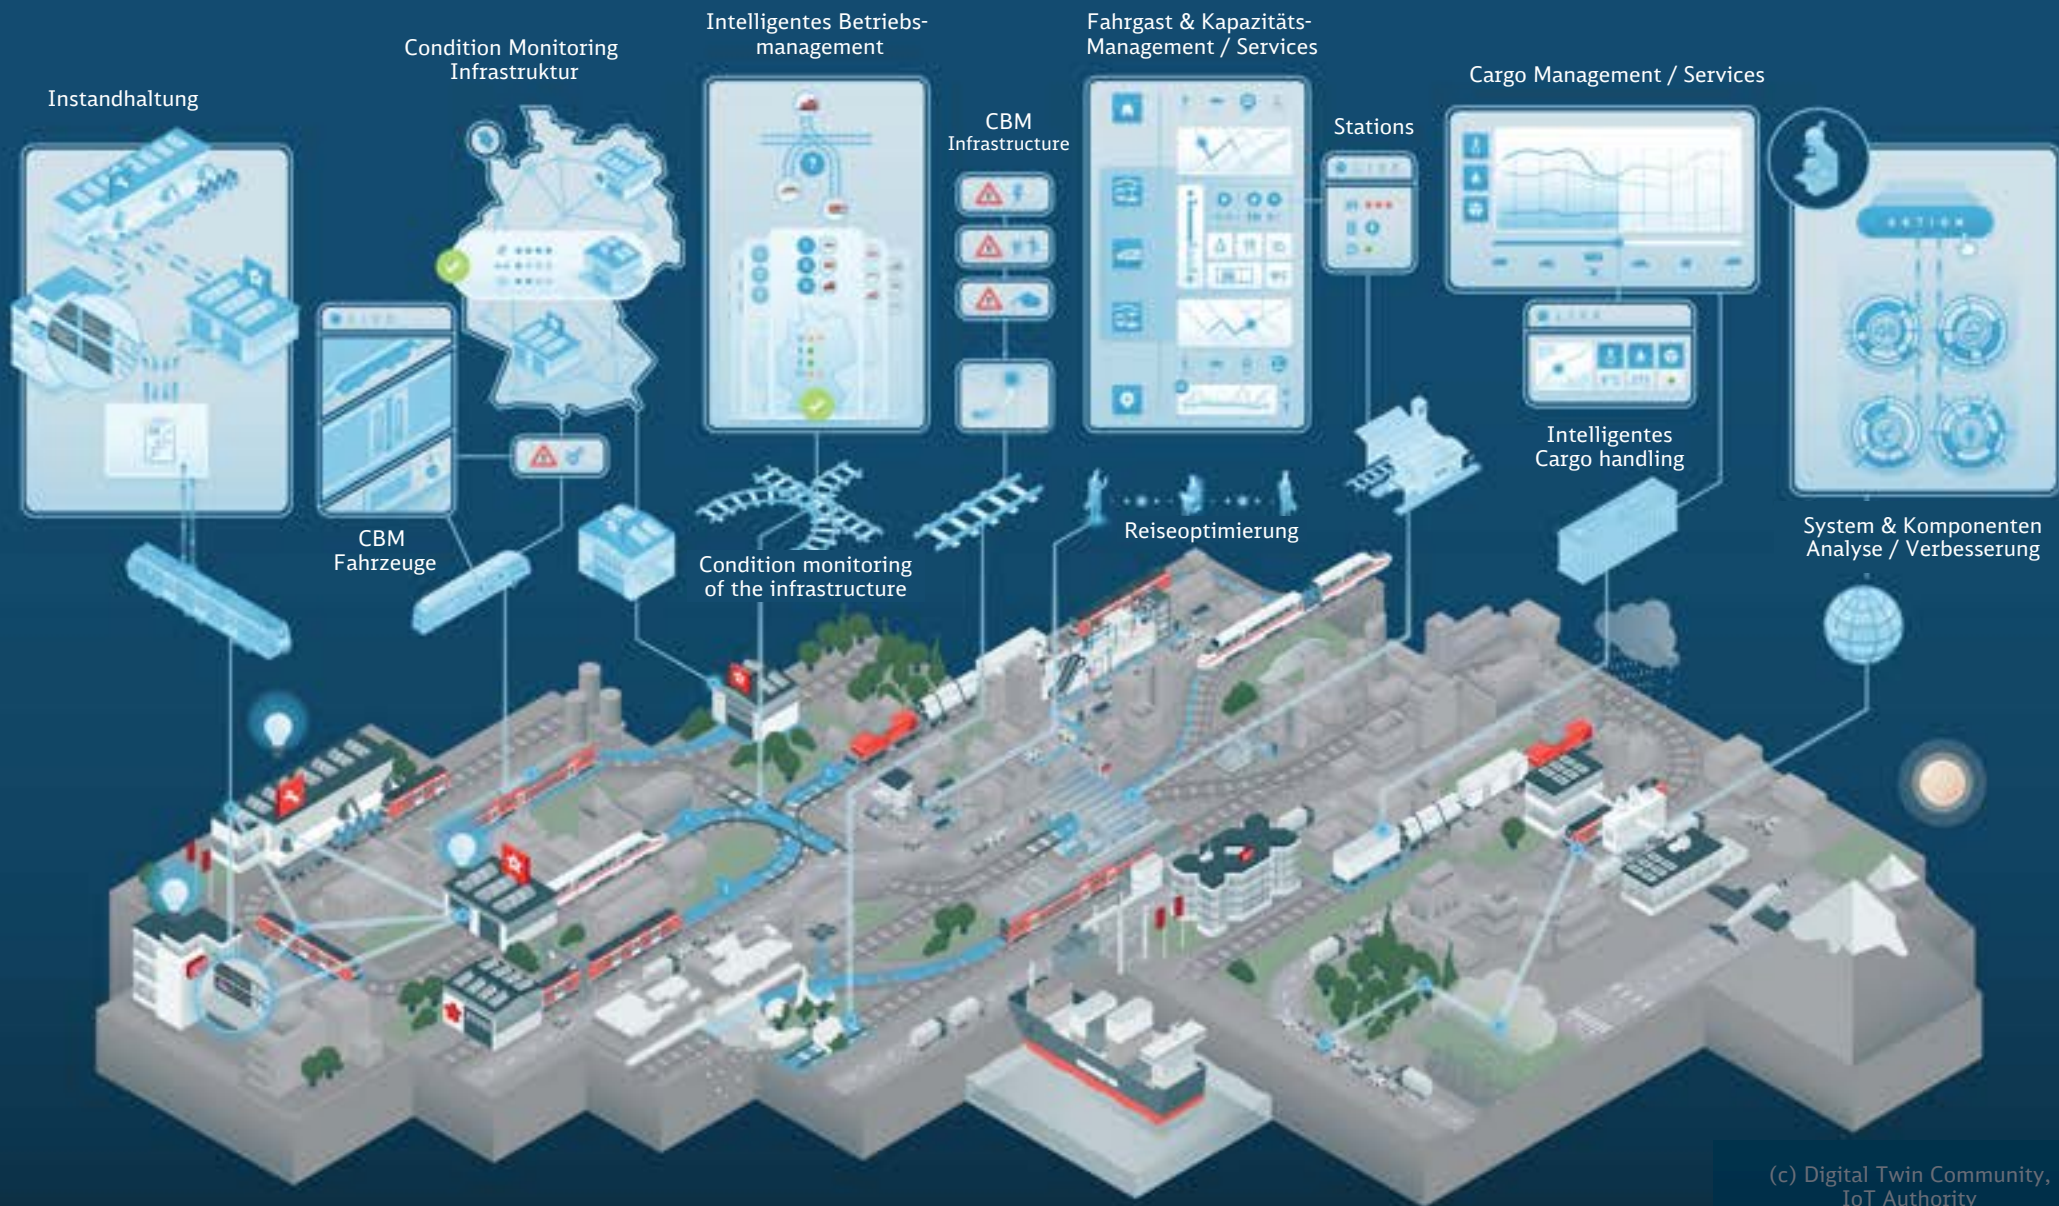 Instandhaltung
Condition Monitoring
Infrastruktur
Intelligentes Betriebs-
management
CBM
Infrastructure
Fahrgast & Kapazitäts-
Management / Services
Stations
Cargo Management / Services
AKTION
Intelligentes
Cargo handling
CBM
Fahrzeuge
Condition monitoring
of the infrastructure
Reiseoptimierung
System & Komponenten
Analyse / Verbesserung
(c) Digital Twin Community,
IoT Authority